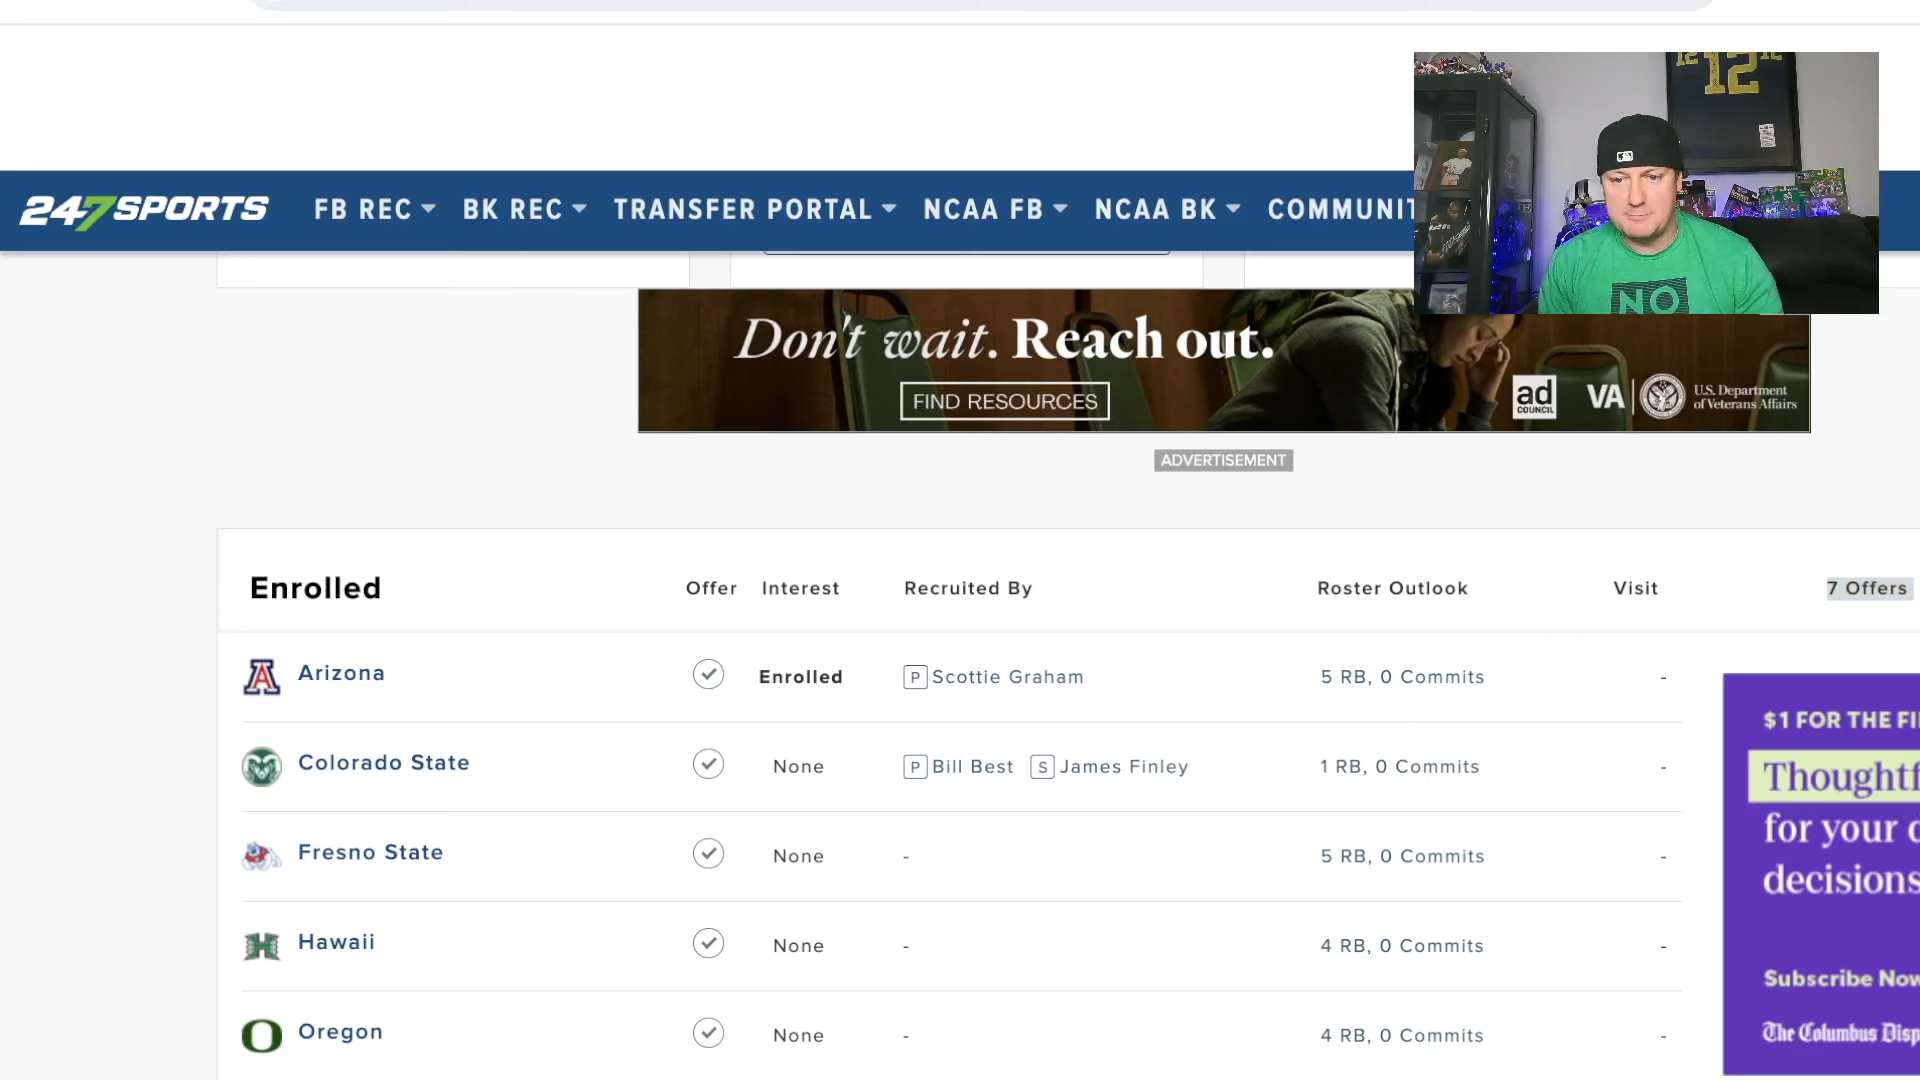 247SPORTS FB REC BK REC TRANSFER PORTAL NCAA FB NCAA BK COMMUNIT
12 12 12
NO
Don't wait. Reach out.
FIND RESOURCES
ad COUNCIL VA U.S. Department of Veterans Affairs
ADVERTISEMENT
Enrolled Offer Interest Recruited By Roster Outlook Visit 7 Offers
Arizona Enrolled P Scottie Graham 5 RB, 0 Commits -
Colorado State None P Bill Best S James Finley 1 RB, 0 Commits -
Fresno State None - 5 RB, 0 Commits -
Hawaii None - 4 RB, 0 Commits -
Oregon None - 4 RB, 0 Commits -
$1 FOR THE FI
Thoughtf
for your
decisions
Subscribe Now
The Columbus Disp